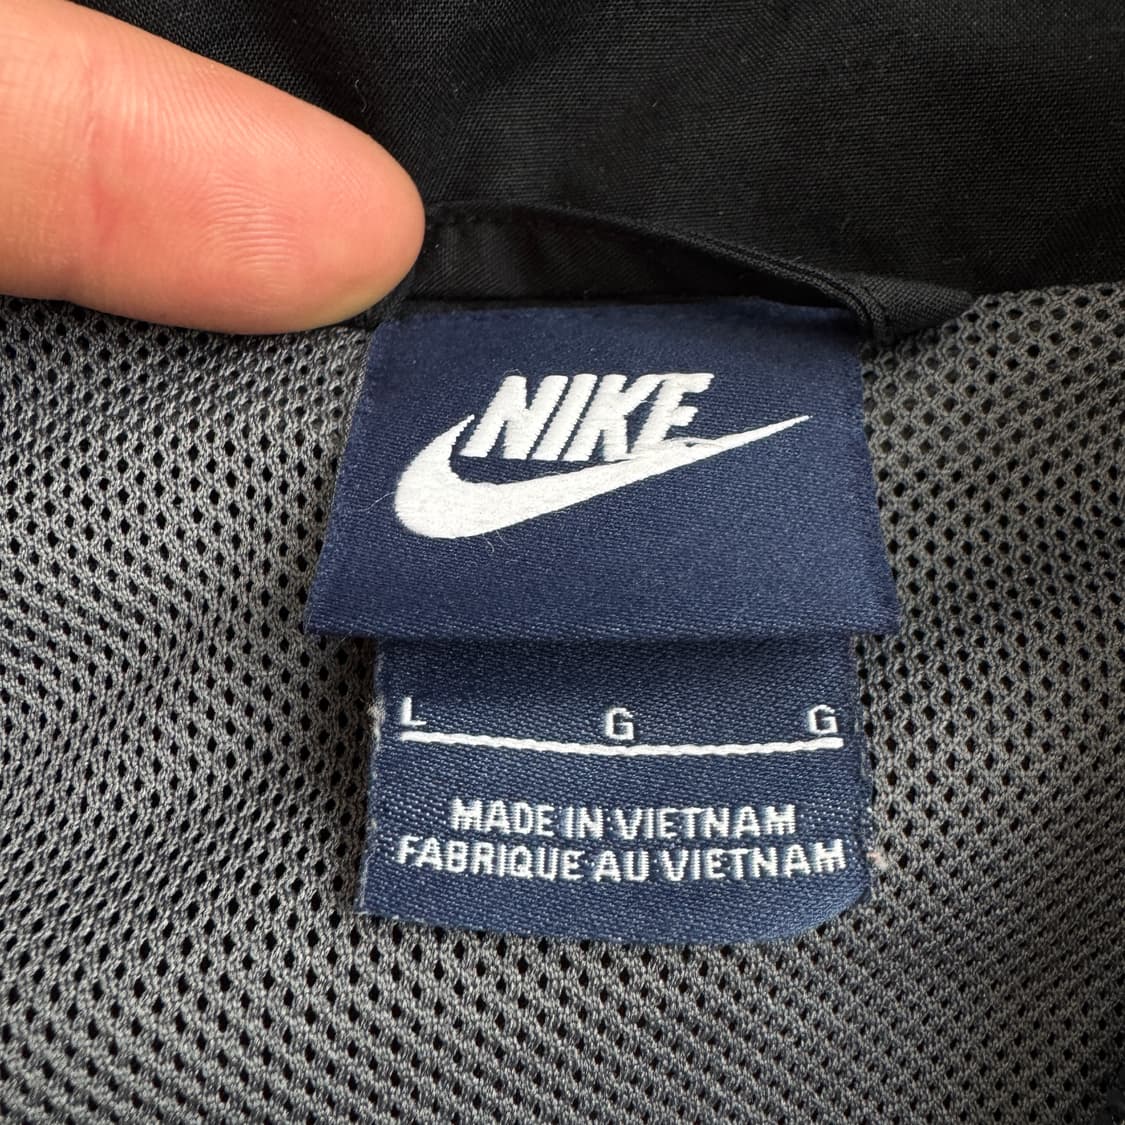 NIKE
L G G
MADE IN VIETNAM
FABRIQUE AU VIETNAM